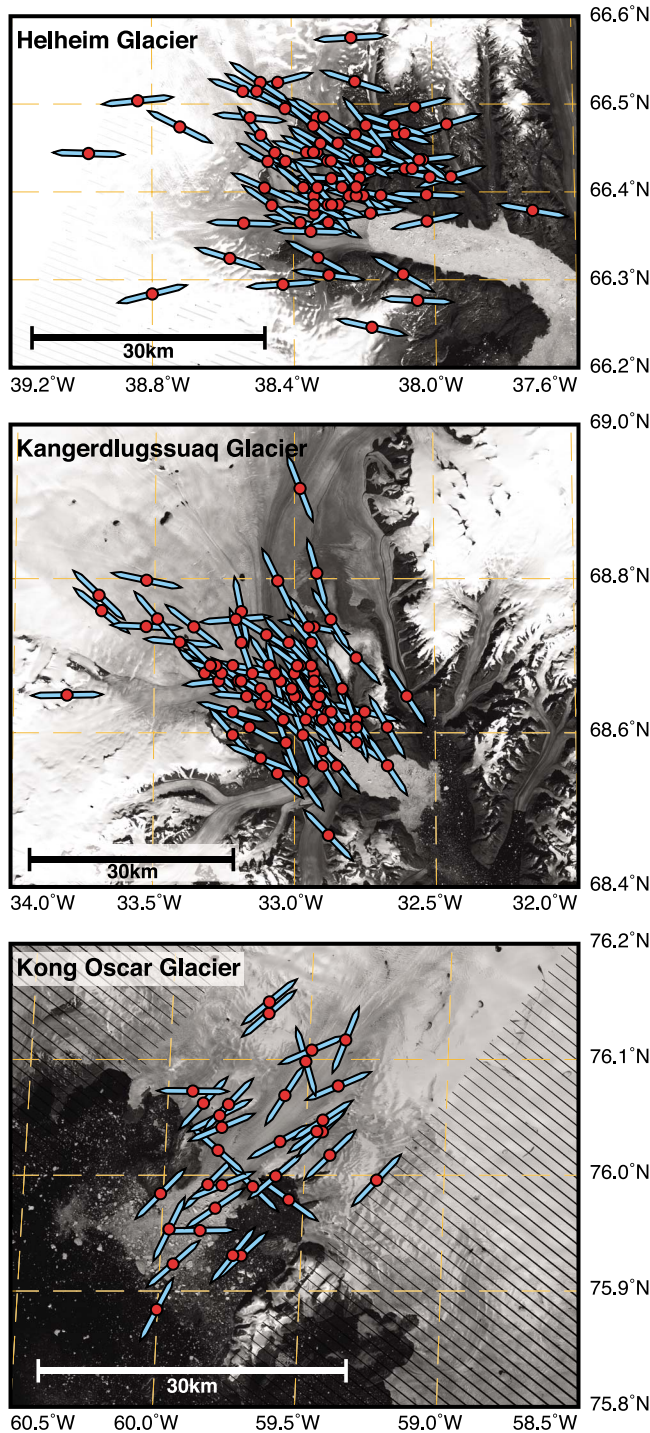 Helheim Glacier
66.6˚N
66.5˚N
66.4˚N
66.3˚N
30km
66.2˚N
39.2˚W 38.8˚W 38.4˚W 38.0˚W 37.6˚W
69.0˚N
Kangerdlugssuaq Glacier
68.8˚N
68.6˚N
30km
68.4˚N
34.0˚W 33.5˚W 33.0˚W 32.5˚W 32.0˚W
76.2˚N
Kong Oscar Glacier
76.1˚N
76.0˚N
75.9˚N
30km
75.8˚N
60.5˚W 60.0˚W 59.5˚W 59.0˚W 58.5˚W